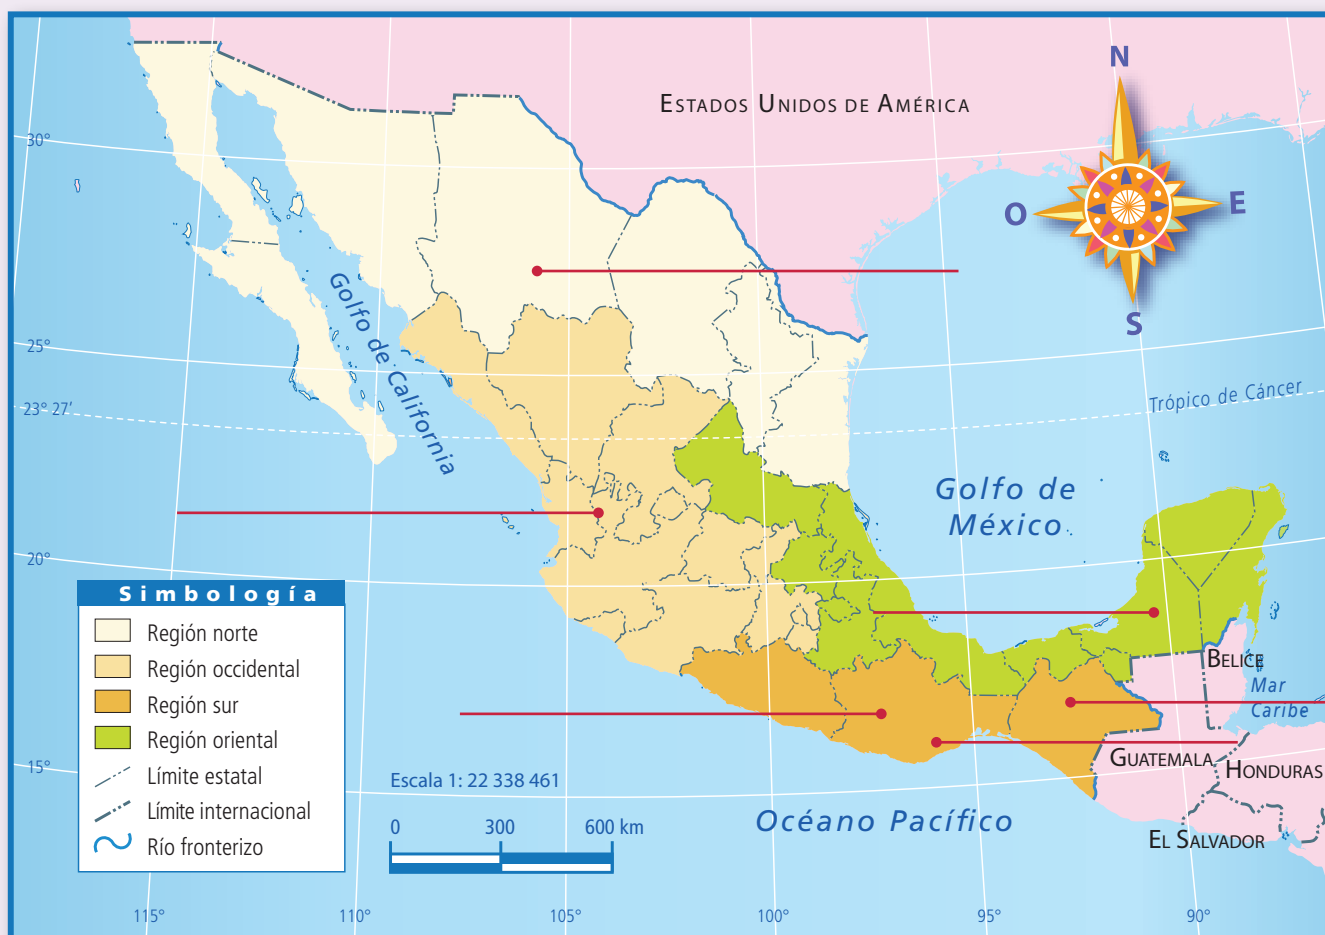 N
ESTADOS UNIDOS DE AMÉRICA
O
E
S
30°
25°
23° 27'
20°
15°
Golfo de California
Trópico de Cáncer
Golfo de
México
Simbología
Región norte
Región occidental
Región sur
Región oriental
Límite estatal
Límite internacional
Río fronterizo
BELICE
Mar
Caribe
GUATEMALA
HONDURAS
EL SALVADOR
Escala 1: 22 338 461
0 300 600 km
Océano Pacífico
115° 110° 105° 100° 95° 90°